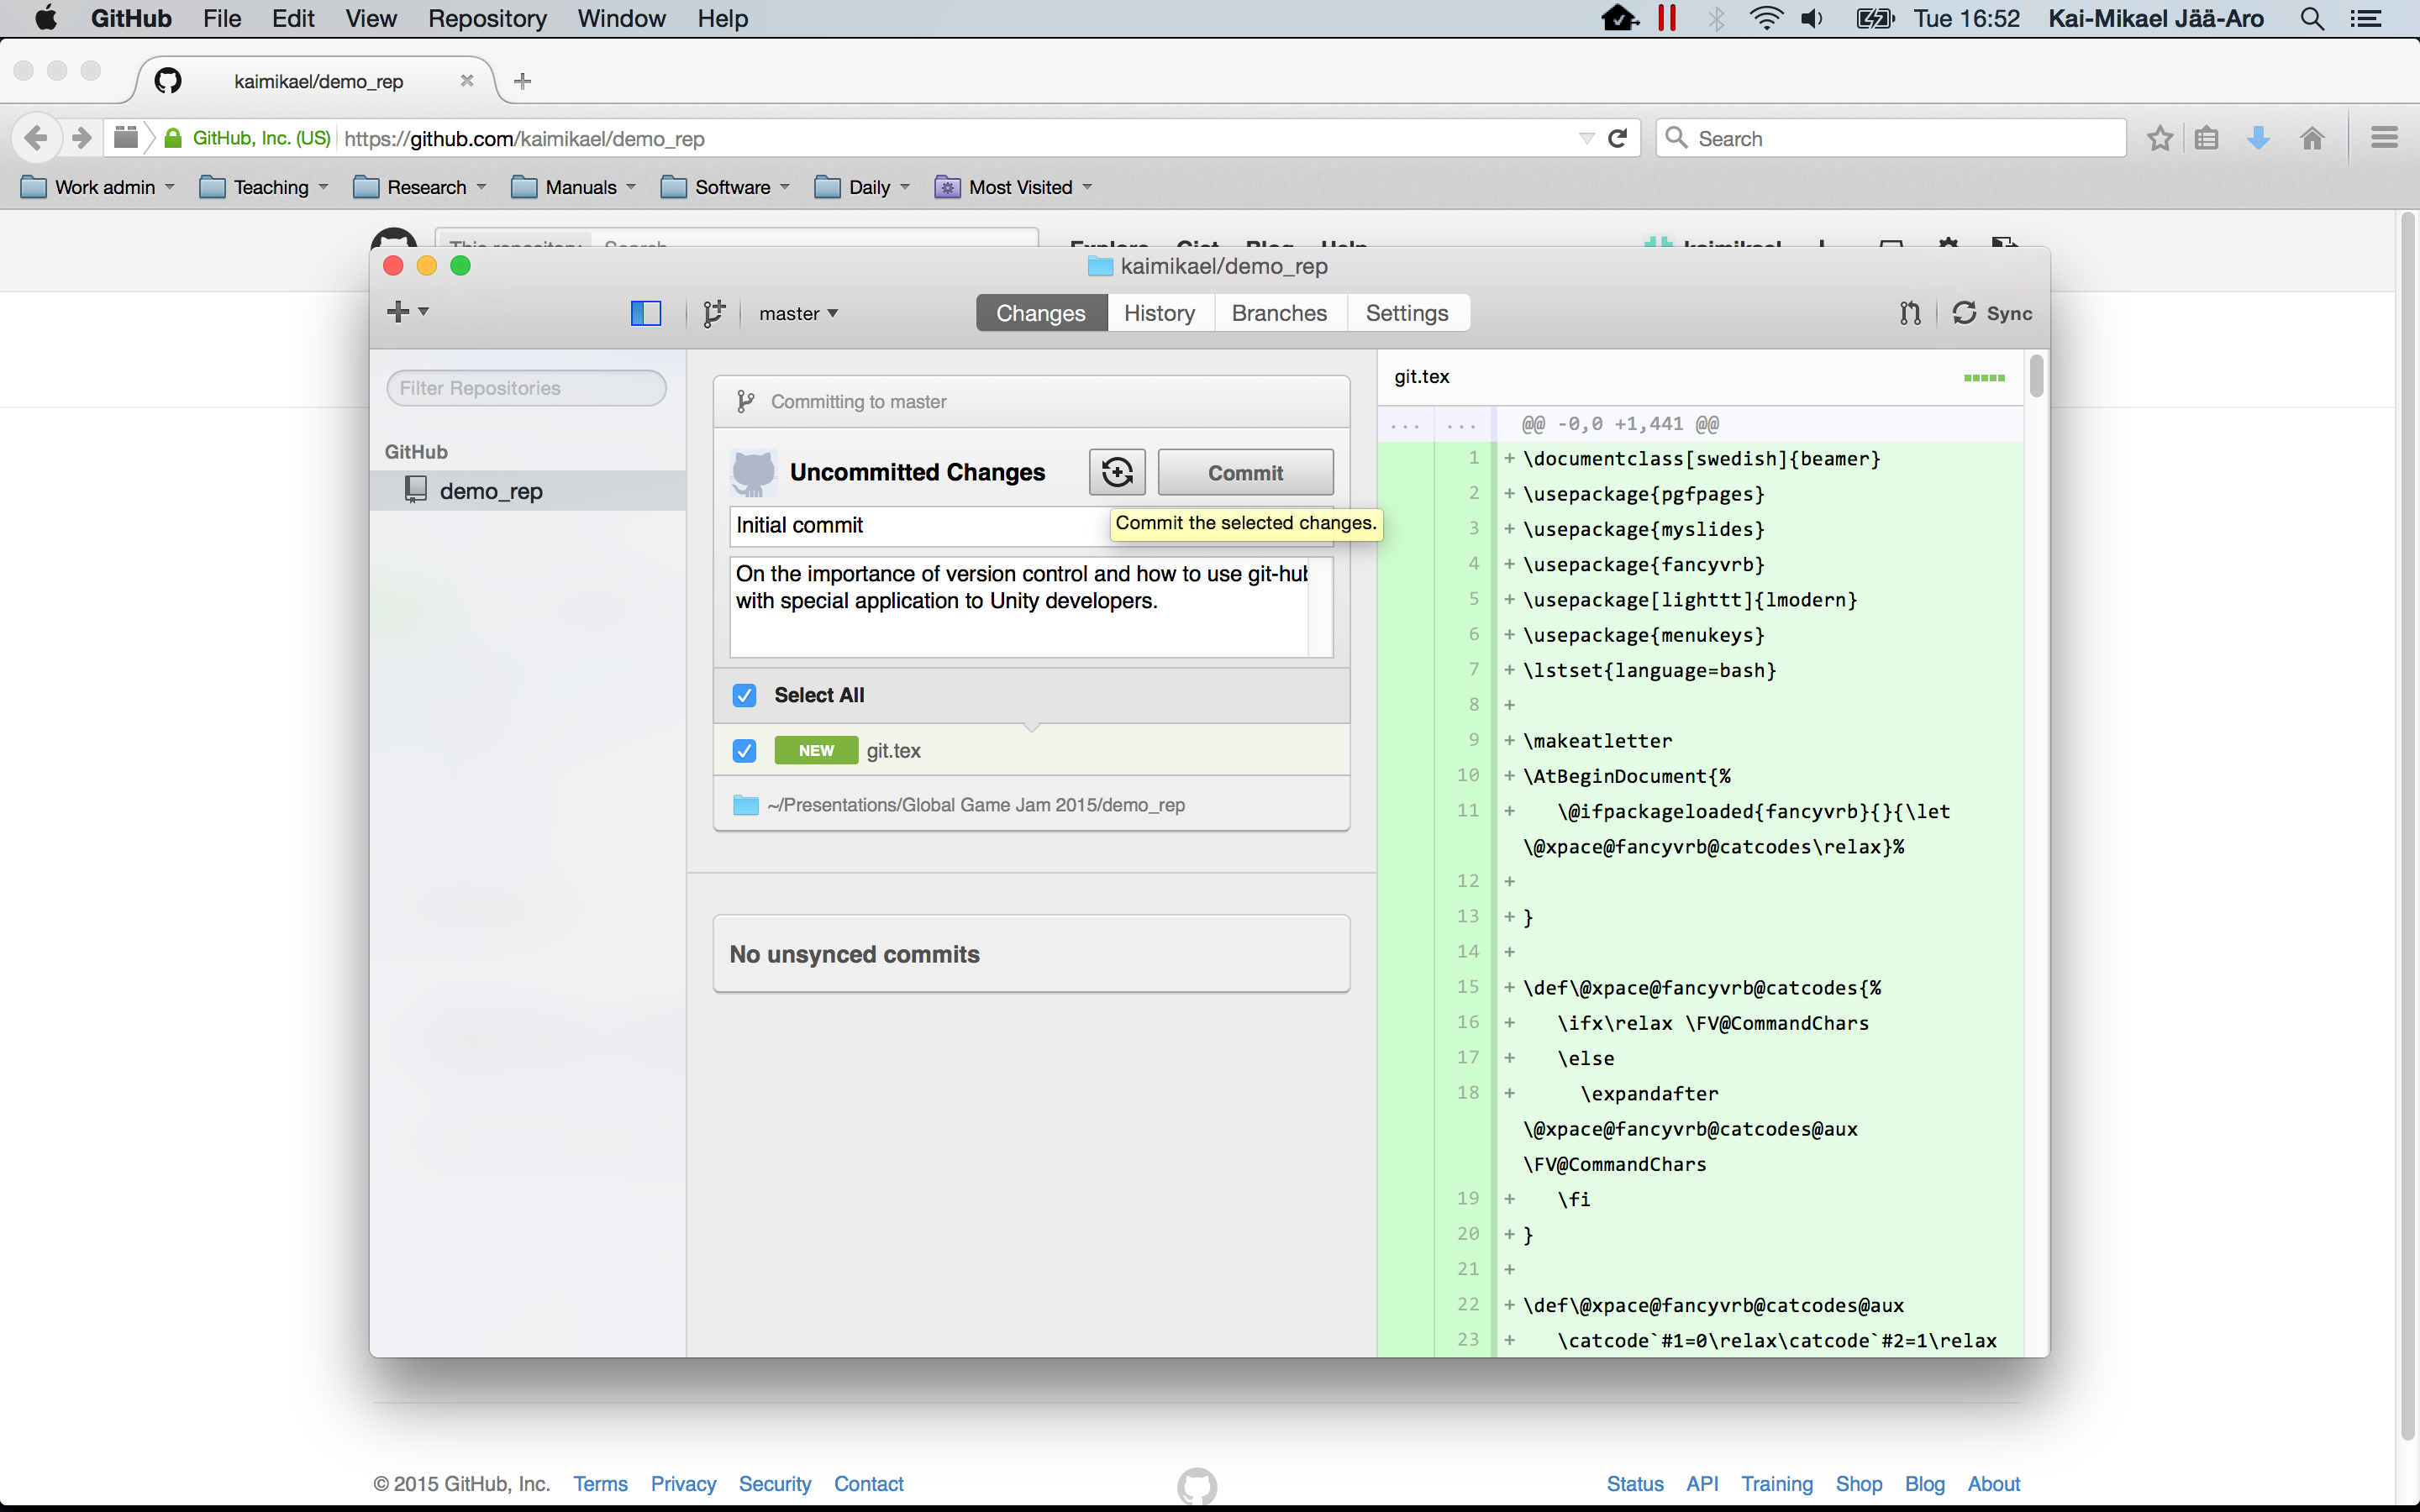 GitHub File Edit View Repository Window Help Tue 16:52 Kai-Mikael Jää-Aro
kaimikael/demo_rep
GitHub, Inc. (US) https://github.com/kaimikael/demo_rep Search
Work admin Teaching Research Manuals Software Daily Most Visited
This repository Search Explore Gist Blog Help kaimikael
kaimikael/demo_rep
master Changes History Branches Settings Sync
Filter Repositories
GitHub
demo_rep
Committing to master
Uncommitted Changes Commit
Initial commit
Commit the selected changes.
On the importance of version control and how to use git-hub
with special application to Unity developers.
Select All
NEW git.tex
~/Presentations/Global Game Jam 2015/demo_rep
No unsynced commits
git.tex
... ... @@ -0,0 +1,441 @@
1 + \documentclass[swedish]{beamer}
2 + \usepackage{pgfpages}
3 + \usepackage{myslides}
4 + \usepackage{fancyvrb}
5 + \usepackage[lighttt]{lmodern}
6 + \usepackage{menukeys}
7 + \lstset{language=bash}
8 +
9 + \makeatletter
10 + \AtBeginDocument{%
11 + \@ifpackageloaded{fancyvrb}{}{\let
\@xpace@fancyvrb@catcodes\relax}%
12 +
13 + }
14 +
15 + \def\@xpace@fancyvrb@catcodes{%
16 + \ifx\relax \FV@CommandChars
17 + \else
18 + \expandafter
\@xpace@fancyvrb@catcodes@aux
\FV@CommandChars
19 + \fi
20 + }
21 +
22 + \def\@xpace@fancyvrb@catcodes@aux
23 + \catcode`#1=0\relax\catcode`#2=1\relax
© 2015 GitHub, Inc. Terms Privacy Security Contact Status API Training Shop Blog About